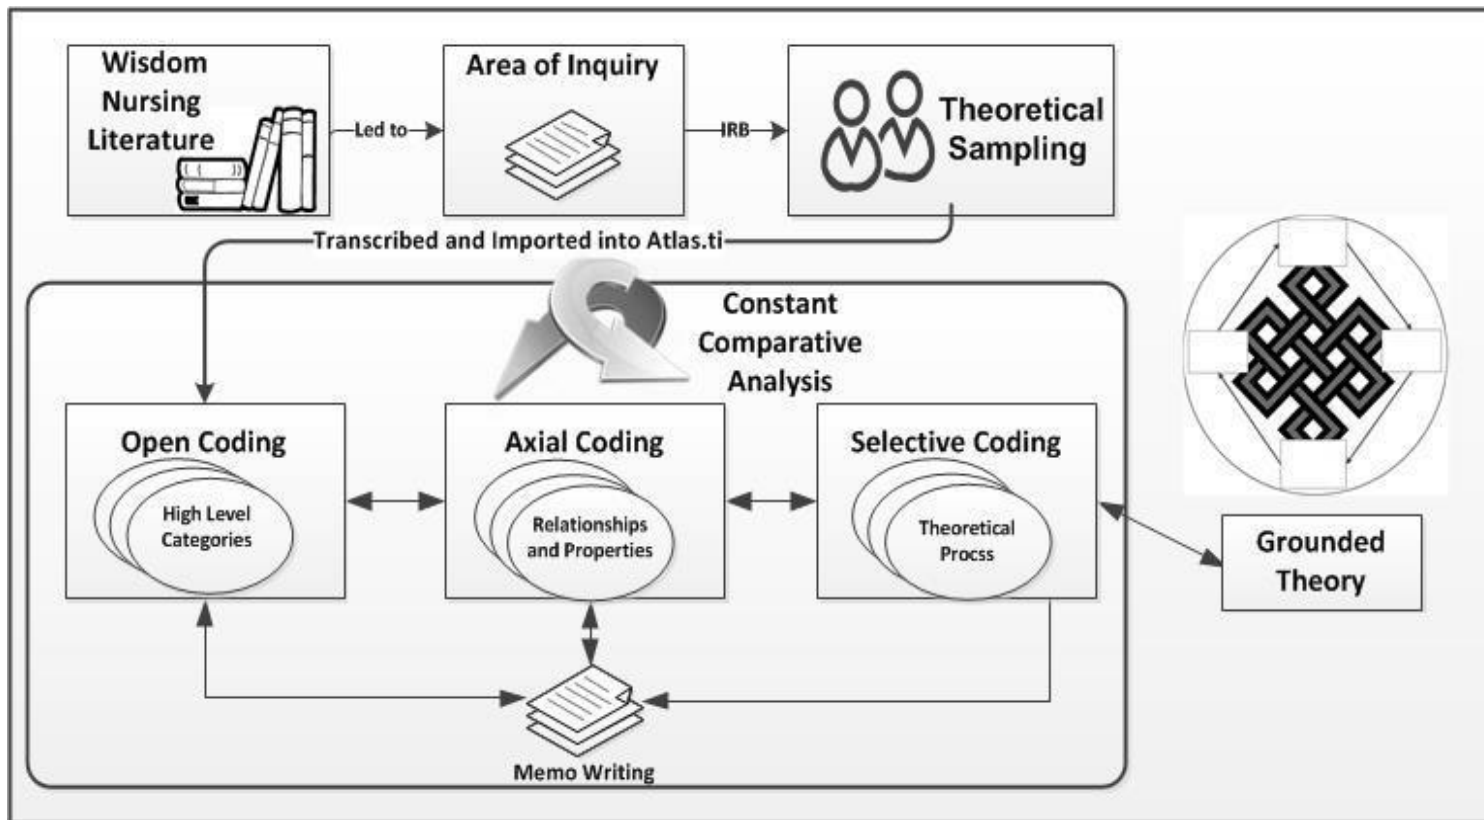 Wisdom
Nursing
Literature
Led to
Area of Inquiry
IRB
Theoretical
Sampling
Transcribed and Imported into Atlas.ti
Constant
Comparative
Analysis
Open Coding
High Level
Categories
Axial Coding
Relationships
and Properties
Selective Coding
Theoretical
Procss
Grounded
Theory
Memo Writing